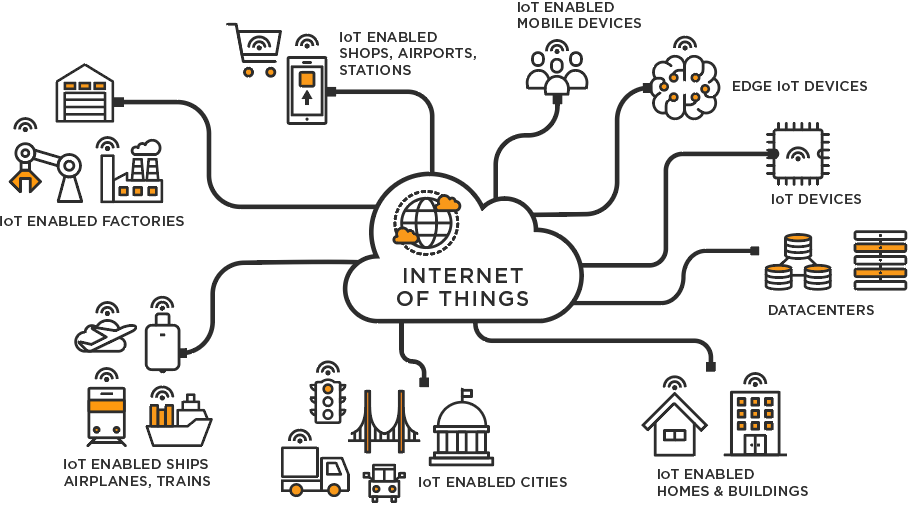 IoT ENABLED
MOBILE DEVICES
IoT ENABLED
SHOPS, AIRPORTS,
STATIONS
EDGE IoT DEVICES
IoT DEVICES
IoT ENABLED FACTORIES
INTERNET
OF THINGS
DATACENTERS
IoT ENABLED SHIPS
AIRPLANES, TRAINS
IoT ENABLED CITIES
IoT ENABLED
HOMES & BUILDINGS